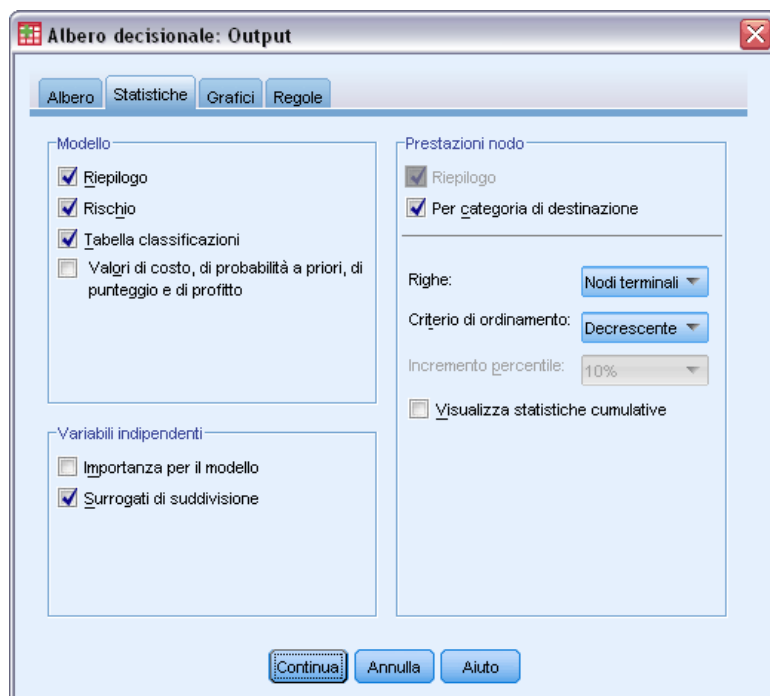 Albero decisionale: Output
Albero
Statistiche
Grafici
Regole
Modello
Riepilogo
Rischio
Tabella classificazioni
Valori di costo, di probabilità a priori, di
punteggio e di profitto
Variabili indipendenti
Importanza per il modello
Surrogati di suddivisione
Prestazioni nodo
Riepilogo
Per categoria di destinazione
Righe:
Nodi terminali
Criterio di ordinamento:
Decrescente
Incremento percentile:
10%
Visualizza statistiche cumulative
Continua
Annulla
Aiuto